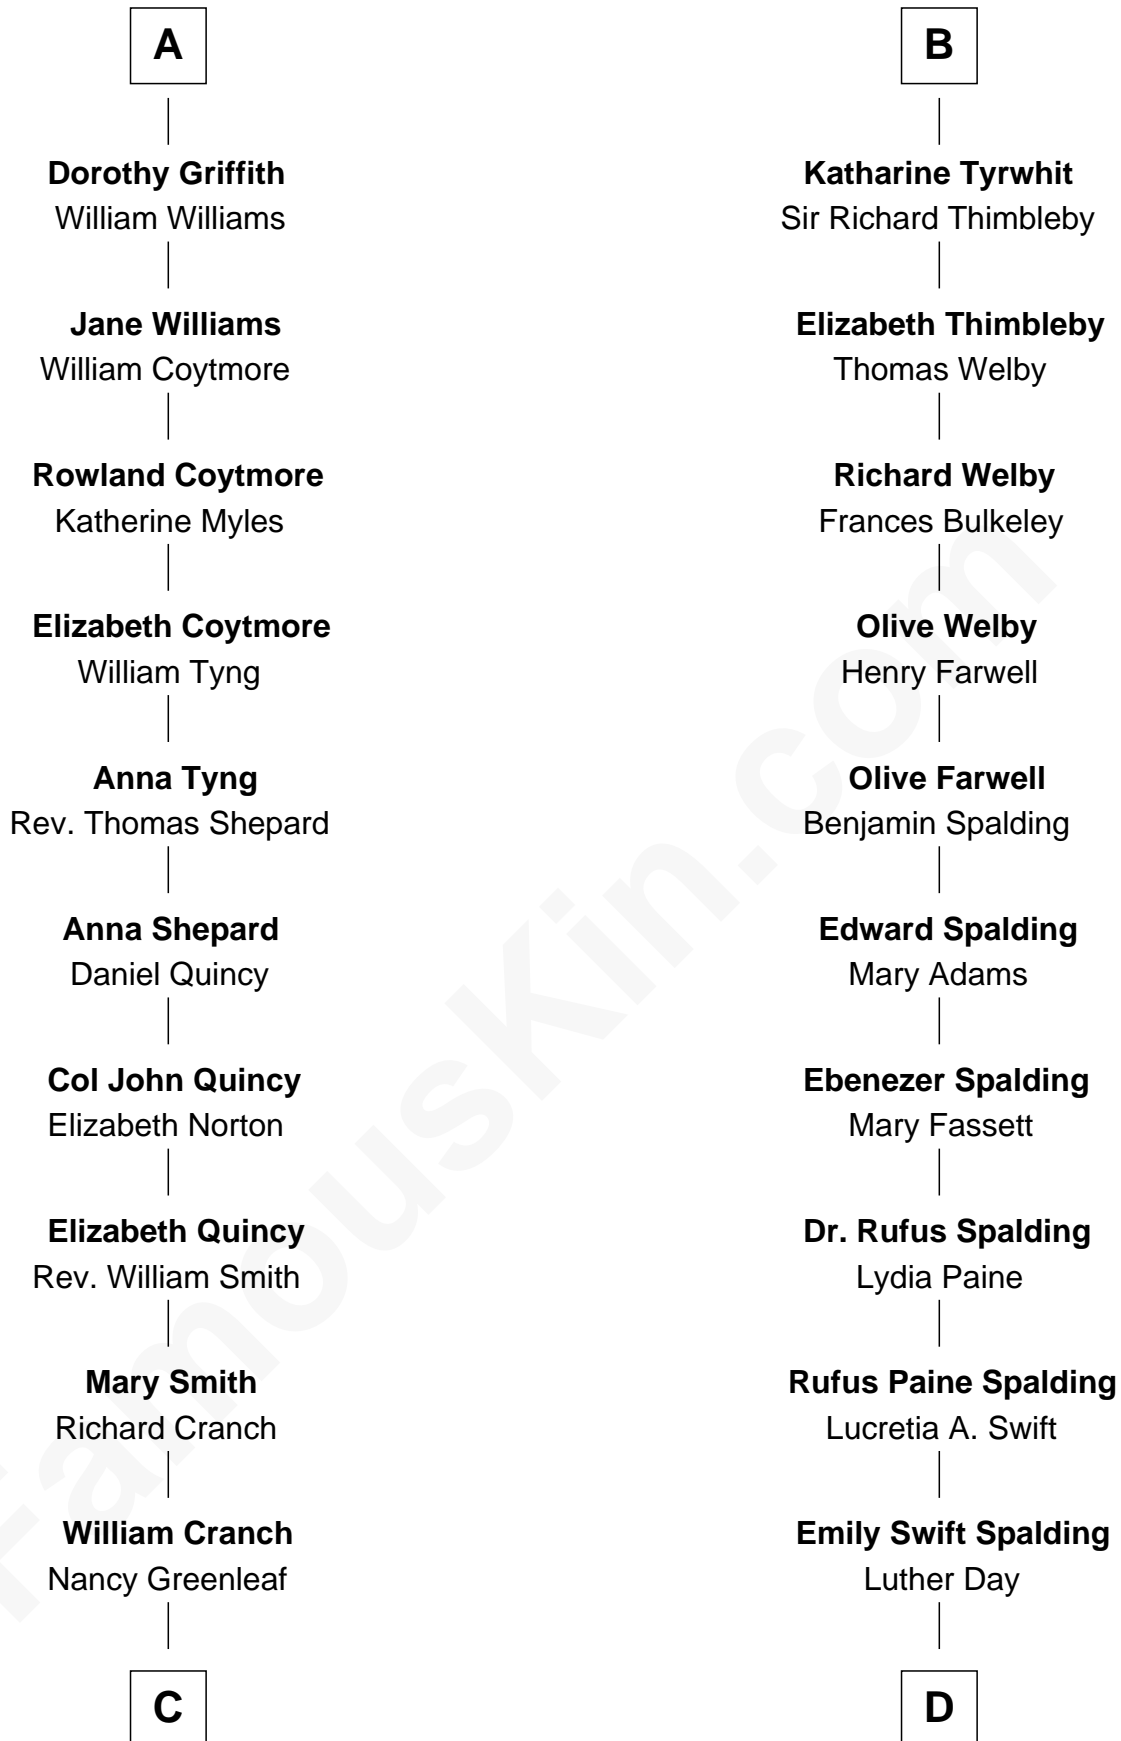 A
Dorothy Griffith
William Williams
Jane Williams
William Coytmore
Rowland Coytmore
Katherine Myles
Elizabeth Coytmore
William Tyng
Anna Tyng
Rev. Thomas Shepard
Anna Shepard
Daniel Quincy
Col John Quincy
Elizabeth Norton
Elizabeth Quincy
Rev. William Smith
Mary Smith
Richard Cranch
William Cranch
Nancy Greenleaf
C
B
Katharine Tyrwhit
Sir Richard Thimbleby
Elizabeth Thimbleby
Thomas Welby
Richard Welby
Frances Bulkeley
Olive Welby
Henry Farwell
Olive Farwell
Benjamin Spalding
Edward Spalding
Mary Adams
Ebenezer Spalding
Mary Fassett
Dr. Rufus Spalding
Lydia Paine
Rufus Paine Spalding
Lucretia A. Swift
Emily Swift Spalding
Luther Day
D
FamousKin.com